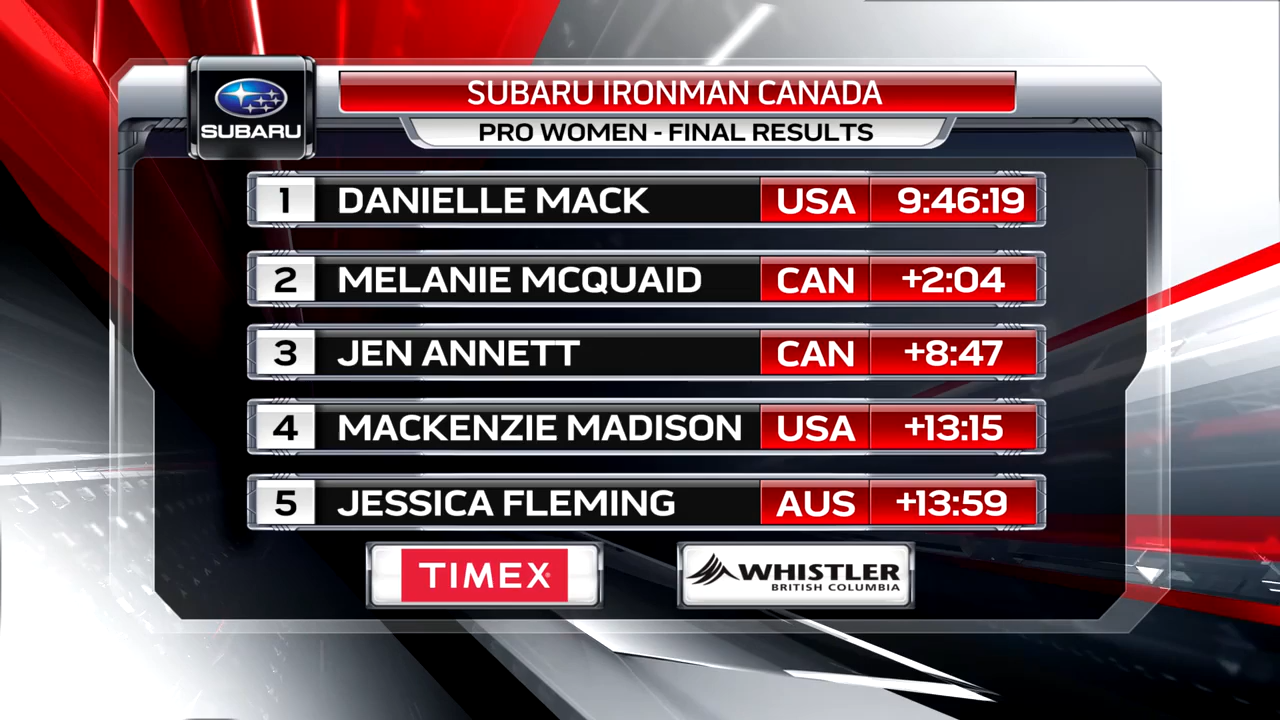 SUBARU
SUBARU IRONMAN CANADA
PRO WOMEN - FINAL RESULTS
1 DANIELLE MACK USA 9:46:19
2 MELANIE MCQUAID CAN +2:04
3 JEN ANNETT CAN +8:47
4 MACKENZIE MADISON USA +13:15
5 JESSICA FLEMING AUS +13:59
TIMEX
WHISTLER
BRITISH COLUMBIA